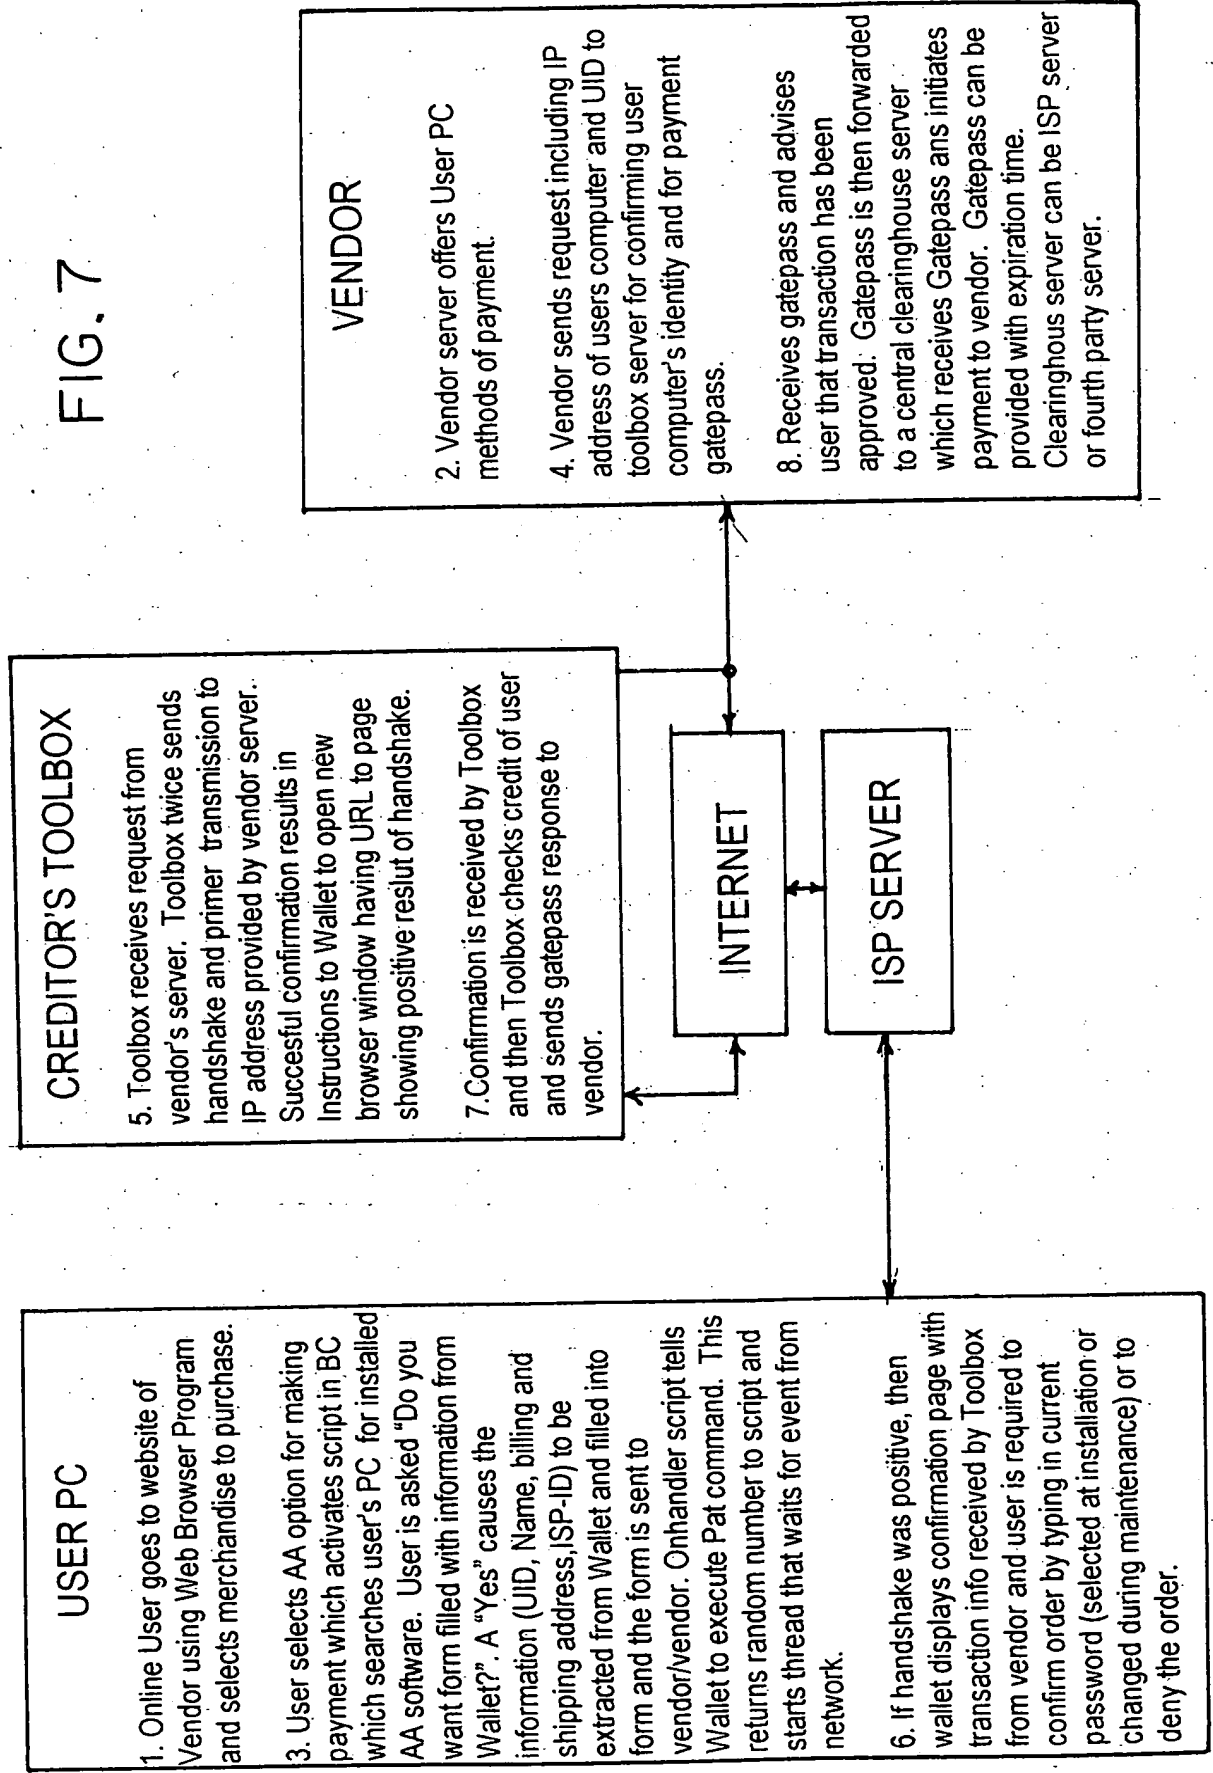 FIG. 7
USER PC
1. Online User goes to website of
Vendor using Web Browser Program
and selects merchandise to purchase.
3. User selects AA option for making
payment which activates script in BC
which searches user's PC for installed
AA software. User is asked "Do you
want form filled with information from
Wallet?". A "Yes" causes the
information (UID, Name, billing and
shipping address,ISP-ID) to be
extracted from Wallet and filled into
form and the form is sent to
vendor/vendor. Onhandler script tells
Wallet to execute Pat command. This
returns random number to script and
starts thread that waits for event from
network.
6. If handshake was positive, then
wallet displays confirmation page with
transaction info received by Toolbox
from vendor and user is required to
confirm order by typing in current
password (selected at installation or
changed during maintenance) or to
deny the order.
CREDITOR'S TOOLBOX
5. Toolbox receives request from
vendor's server. Toolbox twice sends
handshake and primer transmission to
IP address provided by vendor server.
Succesful confirmation results in
Instructions to Wallet to open new
browser window having URL to page
showing positive reslut of handshake.
7.Confirmation is received by Toolbox
and then Toolbox checks credit of user
and sends gatepass response to
vendor.
INTERNET
ISP SERVER
VENDOR
2. Vendor server offers User PC
methods of payment.
4. Vendor sends request including IP
address of users computer and UID to
toolbox server for confirming user
computer's identity and for payment
gatepass.
8. Receives gatepass and advises
user that transaction has been
approved. Gatepass is then forwarded
to a central clearinghouse server
which receives Gatepass ans initiates
payment to vendor. Gatepass can be
provided with expiration time.
Clearinghous server can be ISP server
or fourth party server.